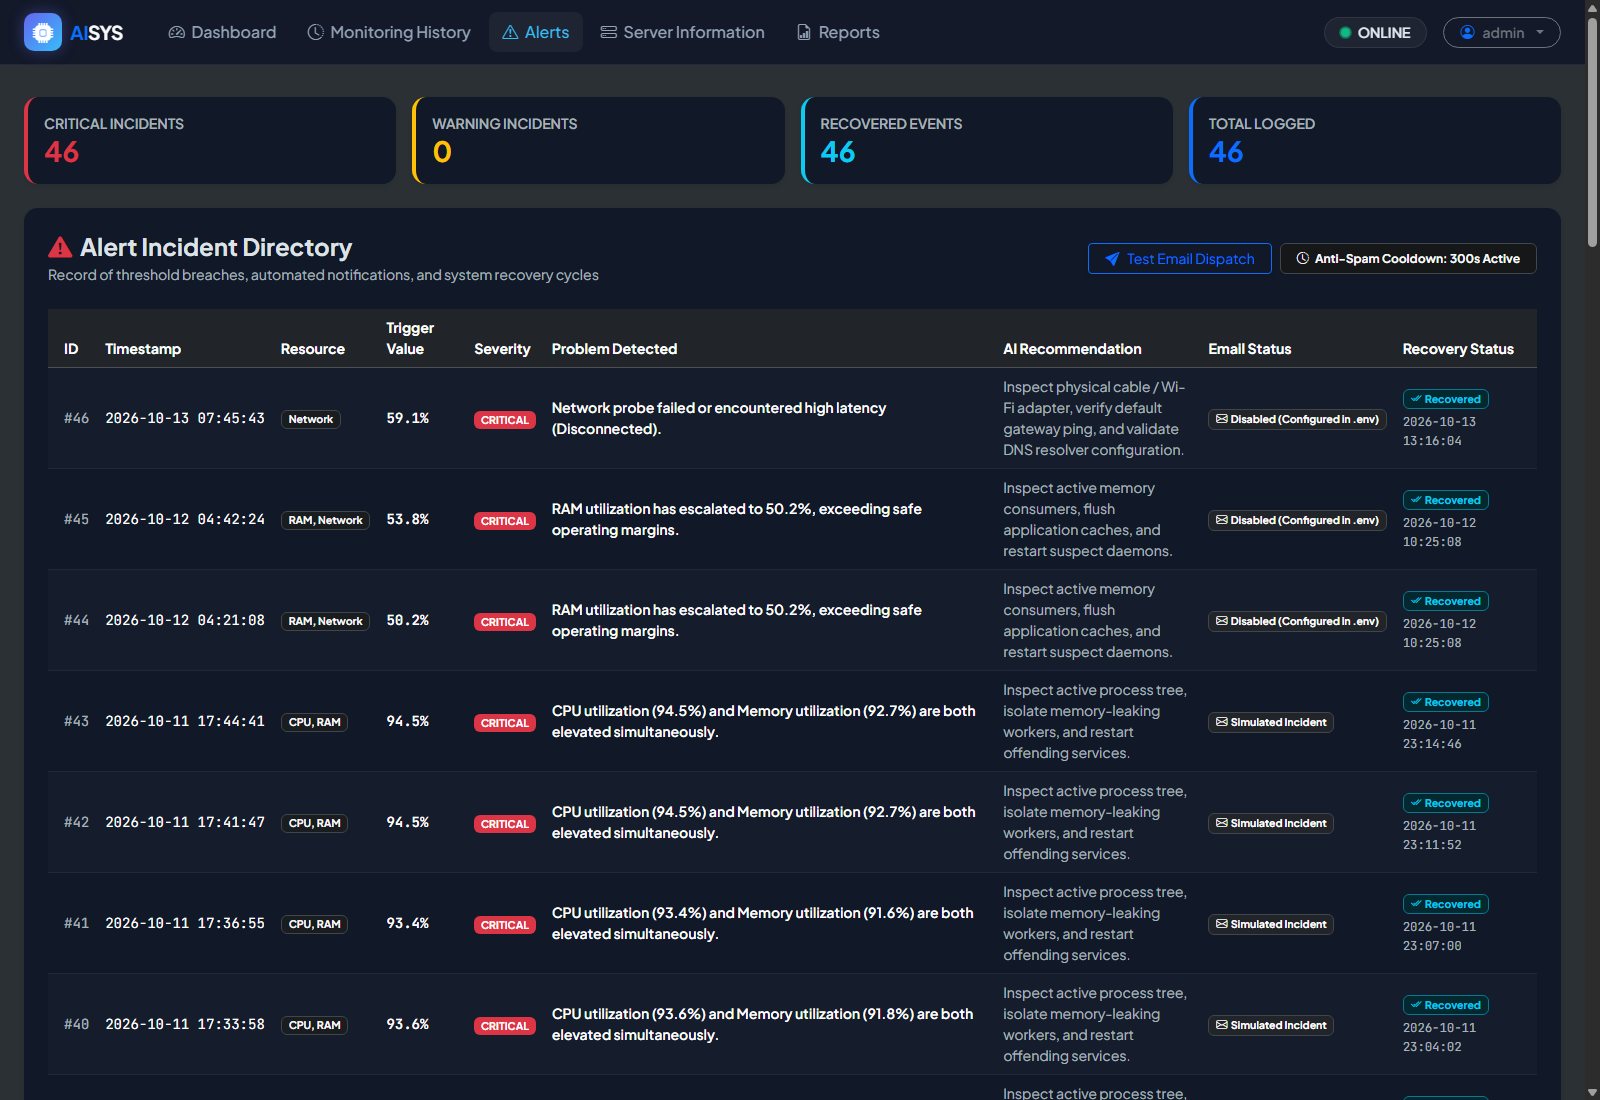 AISYS
Dashboard
Monitoring History
Alerts
Server Information
Reports
ONLINE
admin
CRITICAL INCIDENTS
46
WARNING INCIDENTS
0
RECOVERED EVENTS
46
TOTAL LOGGED
46
Alert Incident Directory
Record of threshold breaches, automated notifications, and system recovery cycles
Test Email Dispatch
Anti-Spam Cooldown: 300s Active
ID
Timestamp
Resource
Trigger
Value
Severity
Problem Detected
AI Recommendation
Email Status
Recovery Status
#46
2026-10-13 07:45:43
Network
59.1%
CRITICAL
Network probe failed or encountered high latency
(Disconnected).
Inspect physical cable / Wi-
Fi adapter, verify default
gateway ping, and validate
DNS resolver configuration.
Disabled (Configured in .env)
Recovered
2026-10-13
13:16:04
#45
2026-10-12 04:42:24
RAM, Network
53.8%
CRITICAL
RAM utilization has escalated to 50.2%, exceeding safe
operating margins.
Inspect active memory
consumers, flush
application caches, and
restart suspect daemons.
Disabled (Configured in .env)
Recovered
2026-10-12
10:25:08
#44
2026-10-12 04:21:08
RAM, Network
50.2%
CRITICAL
RAM utilization has escalated to 50.2%, exceeding safe
operating margins.
Inspect active memory
consumers, flush
application caches, and
restart suspect daemons.
Disabled (Configured in .env)
Recovered
2026-10-12
10:25:08
#43
2026-10-11 17:44:41
CPU, RAM
94.5%
CRITICAL
CPU utilization (94.5%) and Memory utilization (92.7%) are both
elevated simultaneously.
Inspect active process tree,
isolate memory-leaking
workers, and restart
offending services.
Simulated Incident
Recovered
2026-10-11
23:14:46
#42
2026-10-11 17:41:47
CPU, RAM
94.5%
CRITICAL
CPU utilization (94.5%) and Memory utilization (92.7%) are both
elevated simultaneously.
Inspect active process tree,
isolate memory-leaking
workers, and restart
offending services.
Simulated Incident
Recovered
2026-10-11
23:11:52
#41
2026-10-11 17:36:55
CPU, RAM
93.4%
CRITICAL
CPU utilization (93.4%) and Memory utilization (91.6%) are both
elevated simultaneously.
Inspect active process tree,
isolate memory-leaking
workers, and restart
offending services.
Simulated Incident
Recovered
2026-10-11
23:07:00
#40
2026-10-11 17:33:58
CPU, RAM
93.6%
CRITICAL
CPU utilization (93.6%) and Memory utilization (91.8%) are both
elevated simultaneously.
Inspect active process tree,
isolate memory-leaking
workers, and restart
offending services.
Simulated Incident
Recovered
2026-10-11
23:04:02
Inspect active process tree,